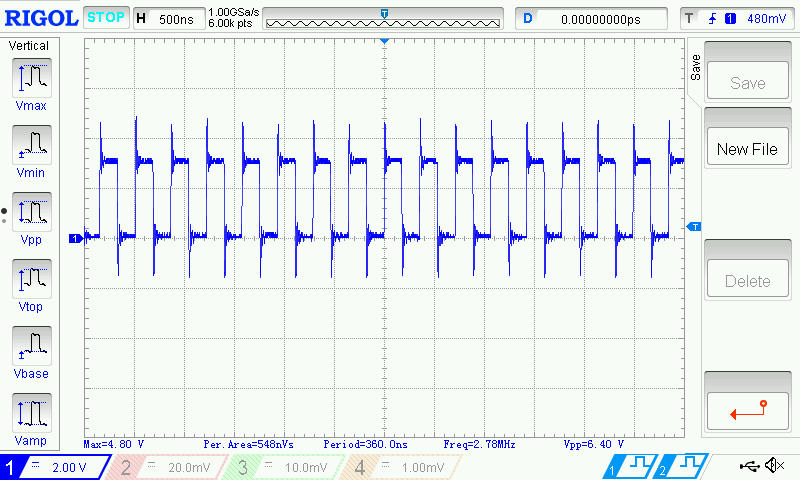 RIGOL STOP H 500ns 1.00GSa/s 6.00k pts T D 0.00000000ps T 1 480mV
Vertical
Vmax
Vmin
Vpp
Vtop
Vbase
Vamp
1
T
Max=4.80 V Per.Area=548nVs Period=360.0ns Freq=2.78MHz Vpp=6.40 V
1 2.00 V 2 20.0mV 3 10.0mV 4 1.00mV 1 2
Save
Save
New File
Delete